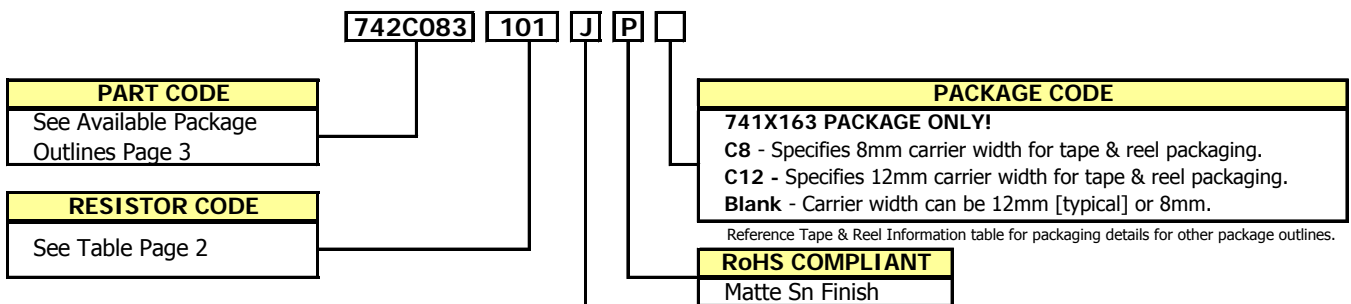 742C083 101 J P
PART CODE
See Available Package
Outlines Page 3
RESISTOR CODE
See Table Page 2
PACKAGE CODE
741X163 PACKAGE ONLY!
C8 - Specifies 8mm carrier width for tape & reel packaging.
C12 - Specifies 12mm carrier width for tape & reel packaging.
Blank - Carrier width can be 12mm [typical] or 8mm.
Reference Tape & Reel Information table for packaging details for other package outlines.
RoHS COMPLIANT
Matte Sn Finish